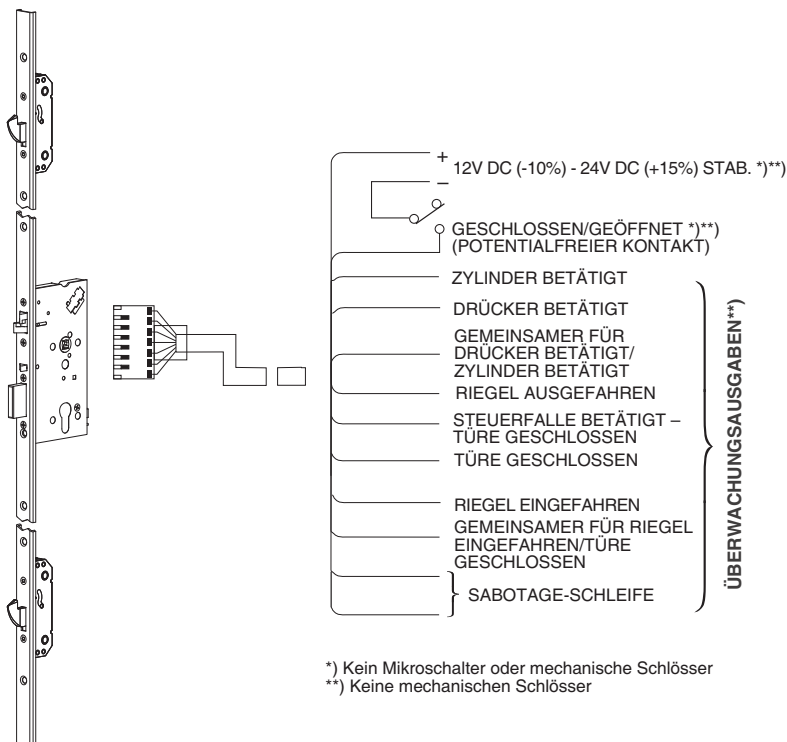 +
12V DC (-10%) - 24V DC (+15%) STAB. *)**)
–
GESCHLOSSEN/GEÖFFNET *)**)
(POTENTIALFREIER KONTAKT)
ZYLINDER BETÄTIGT
DRÜCKER BETÄTIGT
GEMEINSAMER FÜR
DRÜCKER BETÄTIGT/
ZYLINDER BETÄTIGT
RIEGEL AUSGEFAHREN
STEUERFALLE BETÄTIGT –
TÜRE GESCHLOSSEN
TÜRE GESCHLOSSEN
RIEGEL EINGEFAHREN
GEMEINSAMER FÜR RIEGEL
EINGEFAHREN/TÜRE
GESCHLOSSEN
SABOTAGE-SCHLEIFE
ÜBERWACHUNGSAUSGABEN**)
*) Kein Mikroschalter oder mechanische Schlösser
**) Keine mechanischen Schlösser